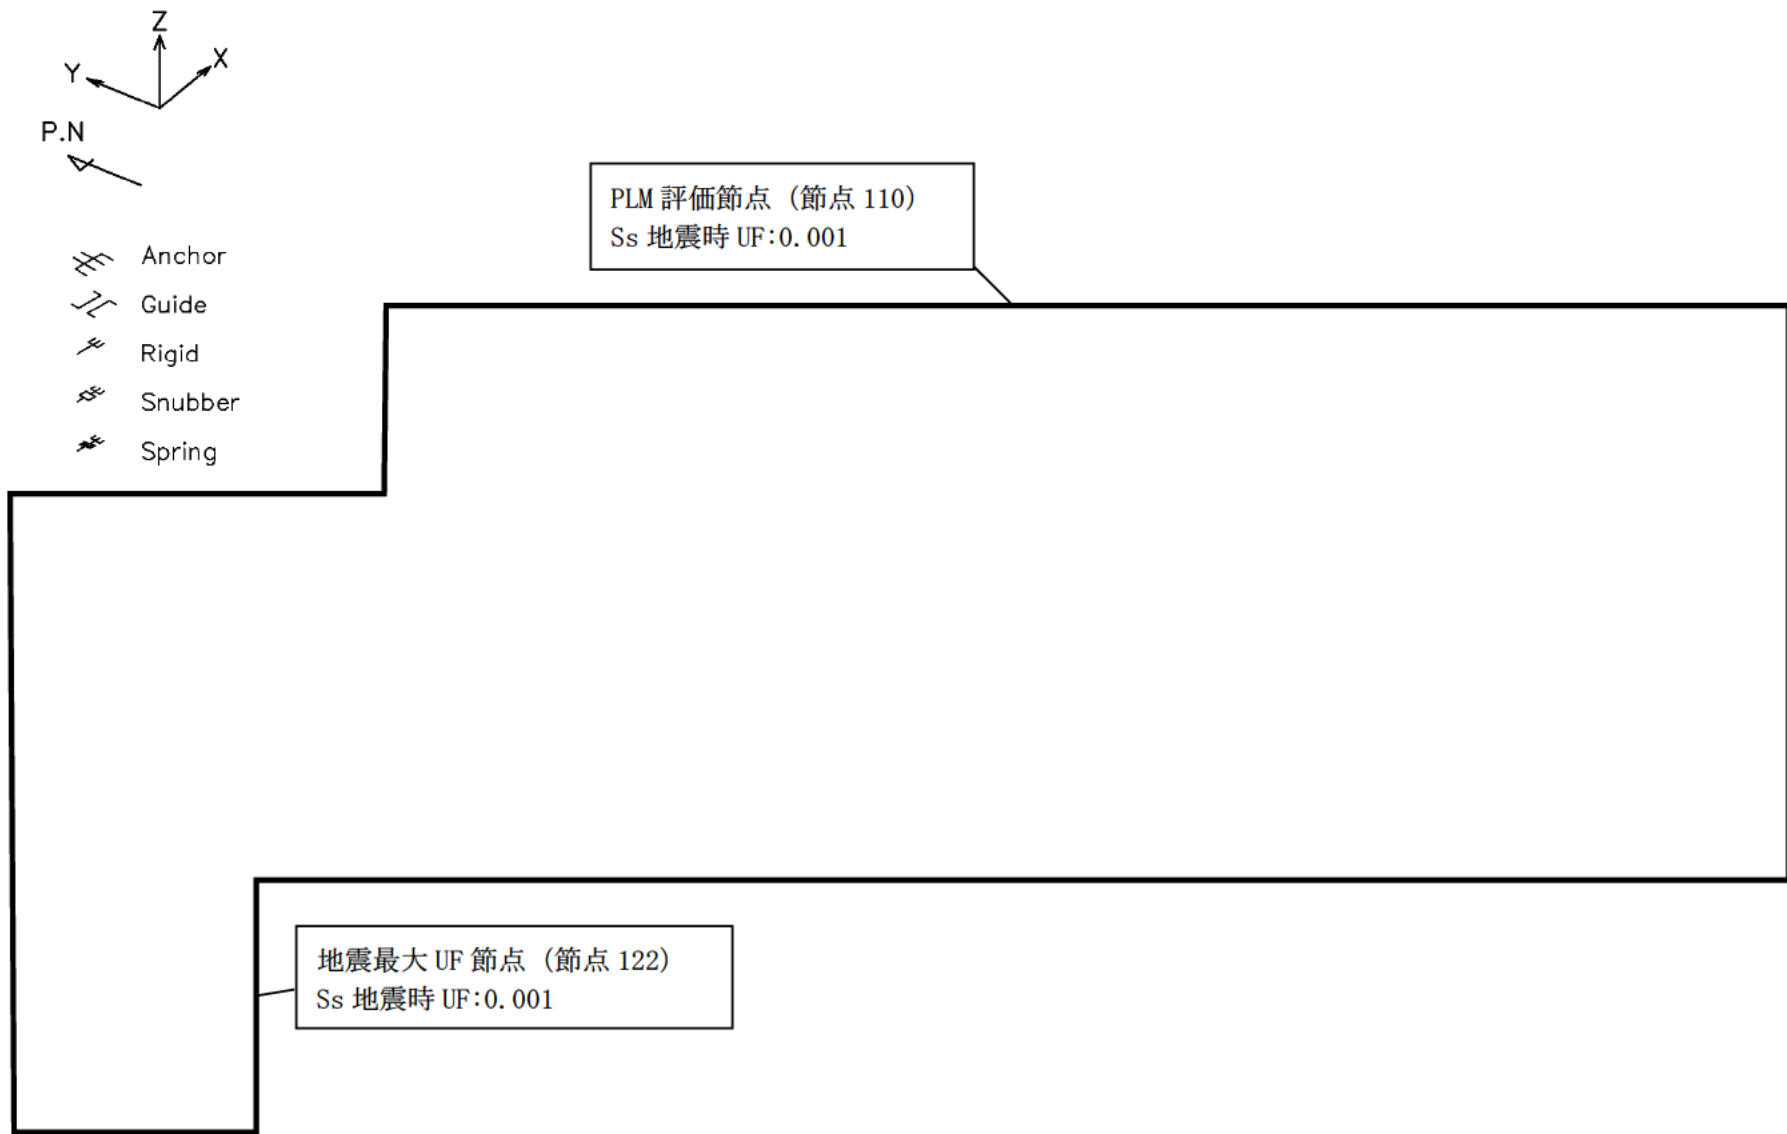 Z
X
Y
P.N
PLM 評価節点（節点 110）
Ss 地震時 UF:0.001
Anchor
Guide
Rigid
Snubber
Spring
地震最大 UF 節点（節点 122）
Ss 地震時 UF:0.001